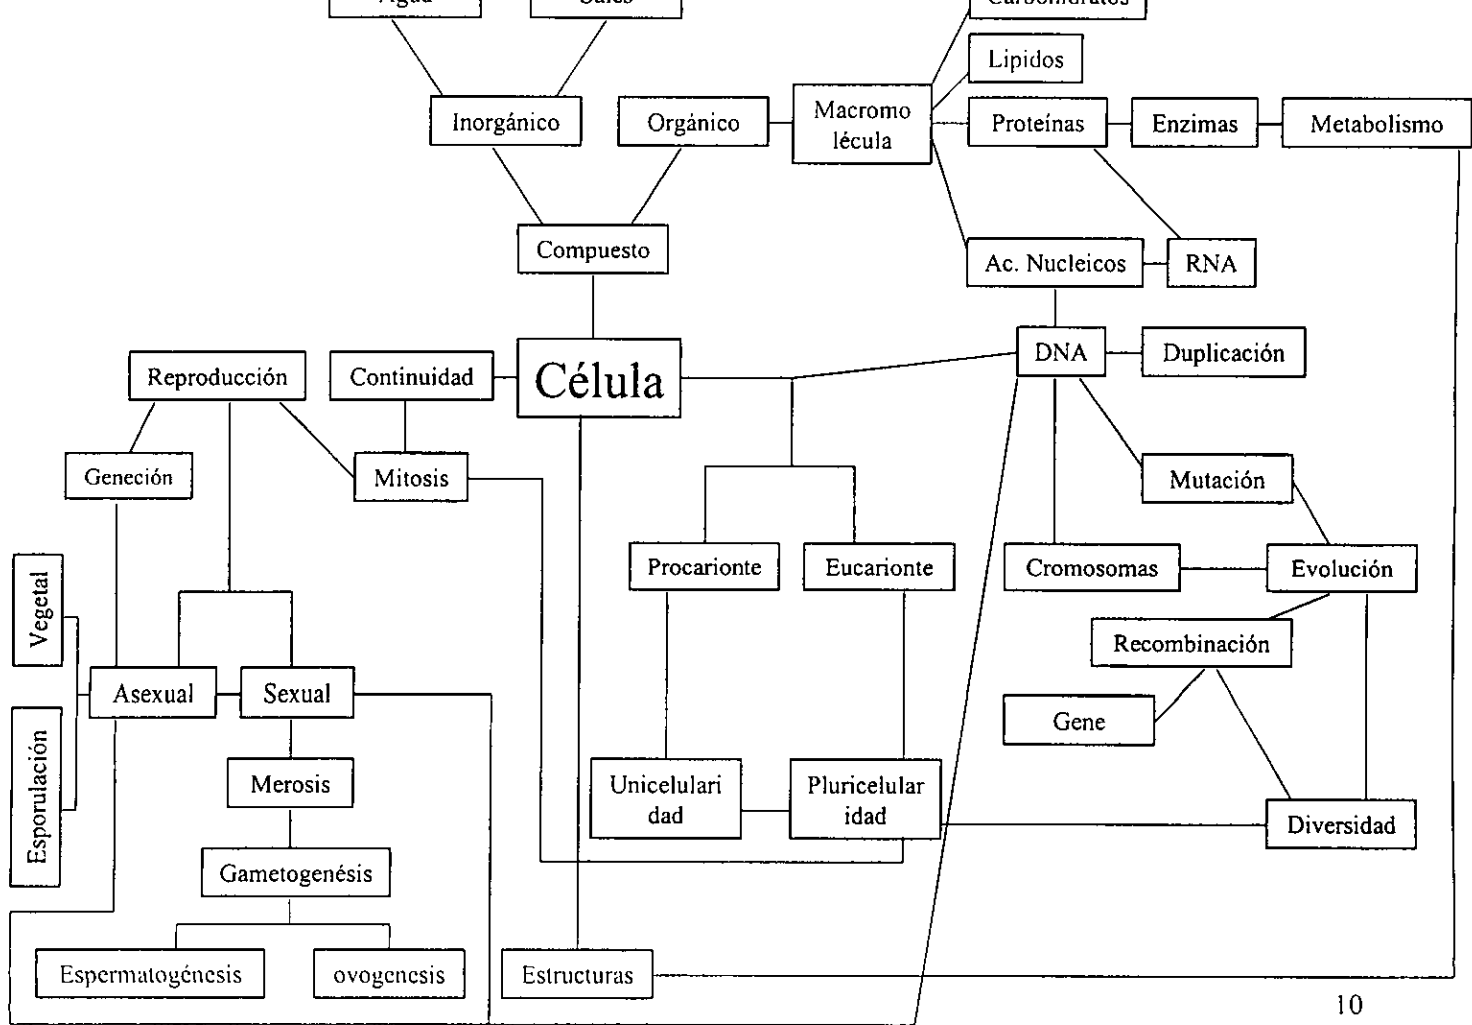 Agua
Sales
Carbohidratos
Lipidos
Inorgánico
Orgánico
Macromo
lécula
Proteínas
Enzimas
Metabolismo
Compuesto
Ac. Nucleicos
RNA
Reproducción
Continuidad
Célula
DNA
Duplicación
Geneción
Mitosis
Mutación
Procarionte
Eucarionte
Cromosomas
Evolución
Vegetal
Recombinación
Asexual
Sexual
Gene
Esporulación
Merosis
Unicelulari
dad
Pluricelular
idad
Diversidad
Gametogenésis
Espermatogénesis
ovogenesis
Estructuras
10